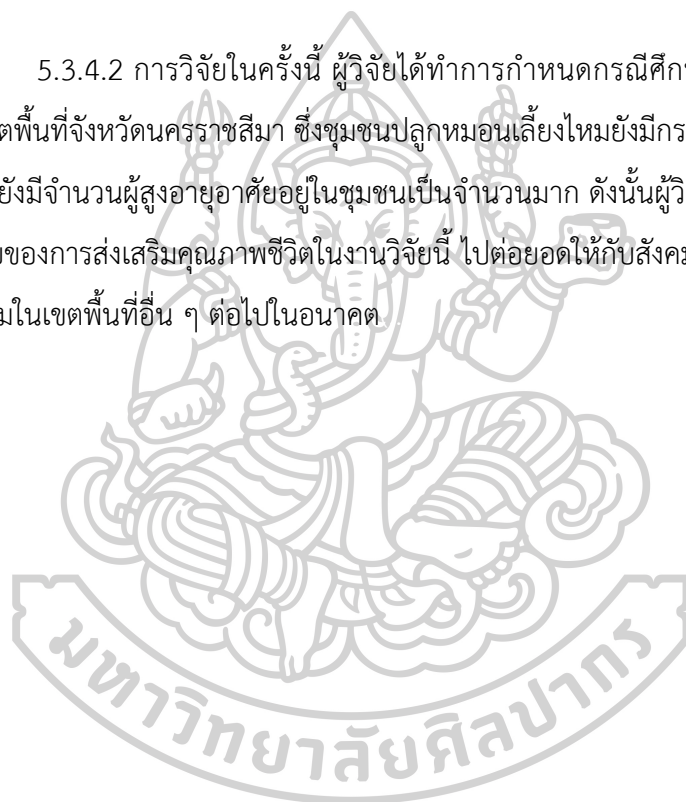 5.3.4.2 การวิจัยในครั้งนี้ ผู้วิจัยได้ทำการกำหนดกรณีศึก
ตพื้นที่จังหวัดนครราชสีมา ซึ่งชุมชนปลูกหมอนเลี้ยงไหมยังมีกร
ยังมีจำนวนผู้สูงอายุอาศัยอยู่ในชุมชนเป็นจำนวนมาก ดังนั้นผู้วิ
ของการส่งเสริมคุณภาพชีวิตในงานวิจัยนี้ ไปต่อยอดให้กับสังคม
มในเขตพื้นที่อื่น ๆ ต่อไปในอนาคต
มหาวิทยาลัยศิลปากร